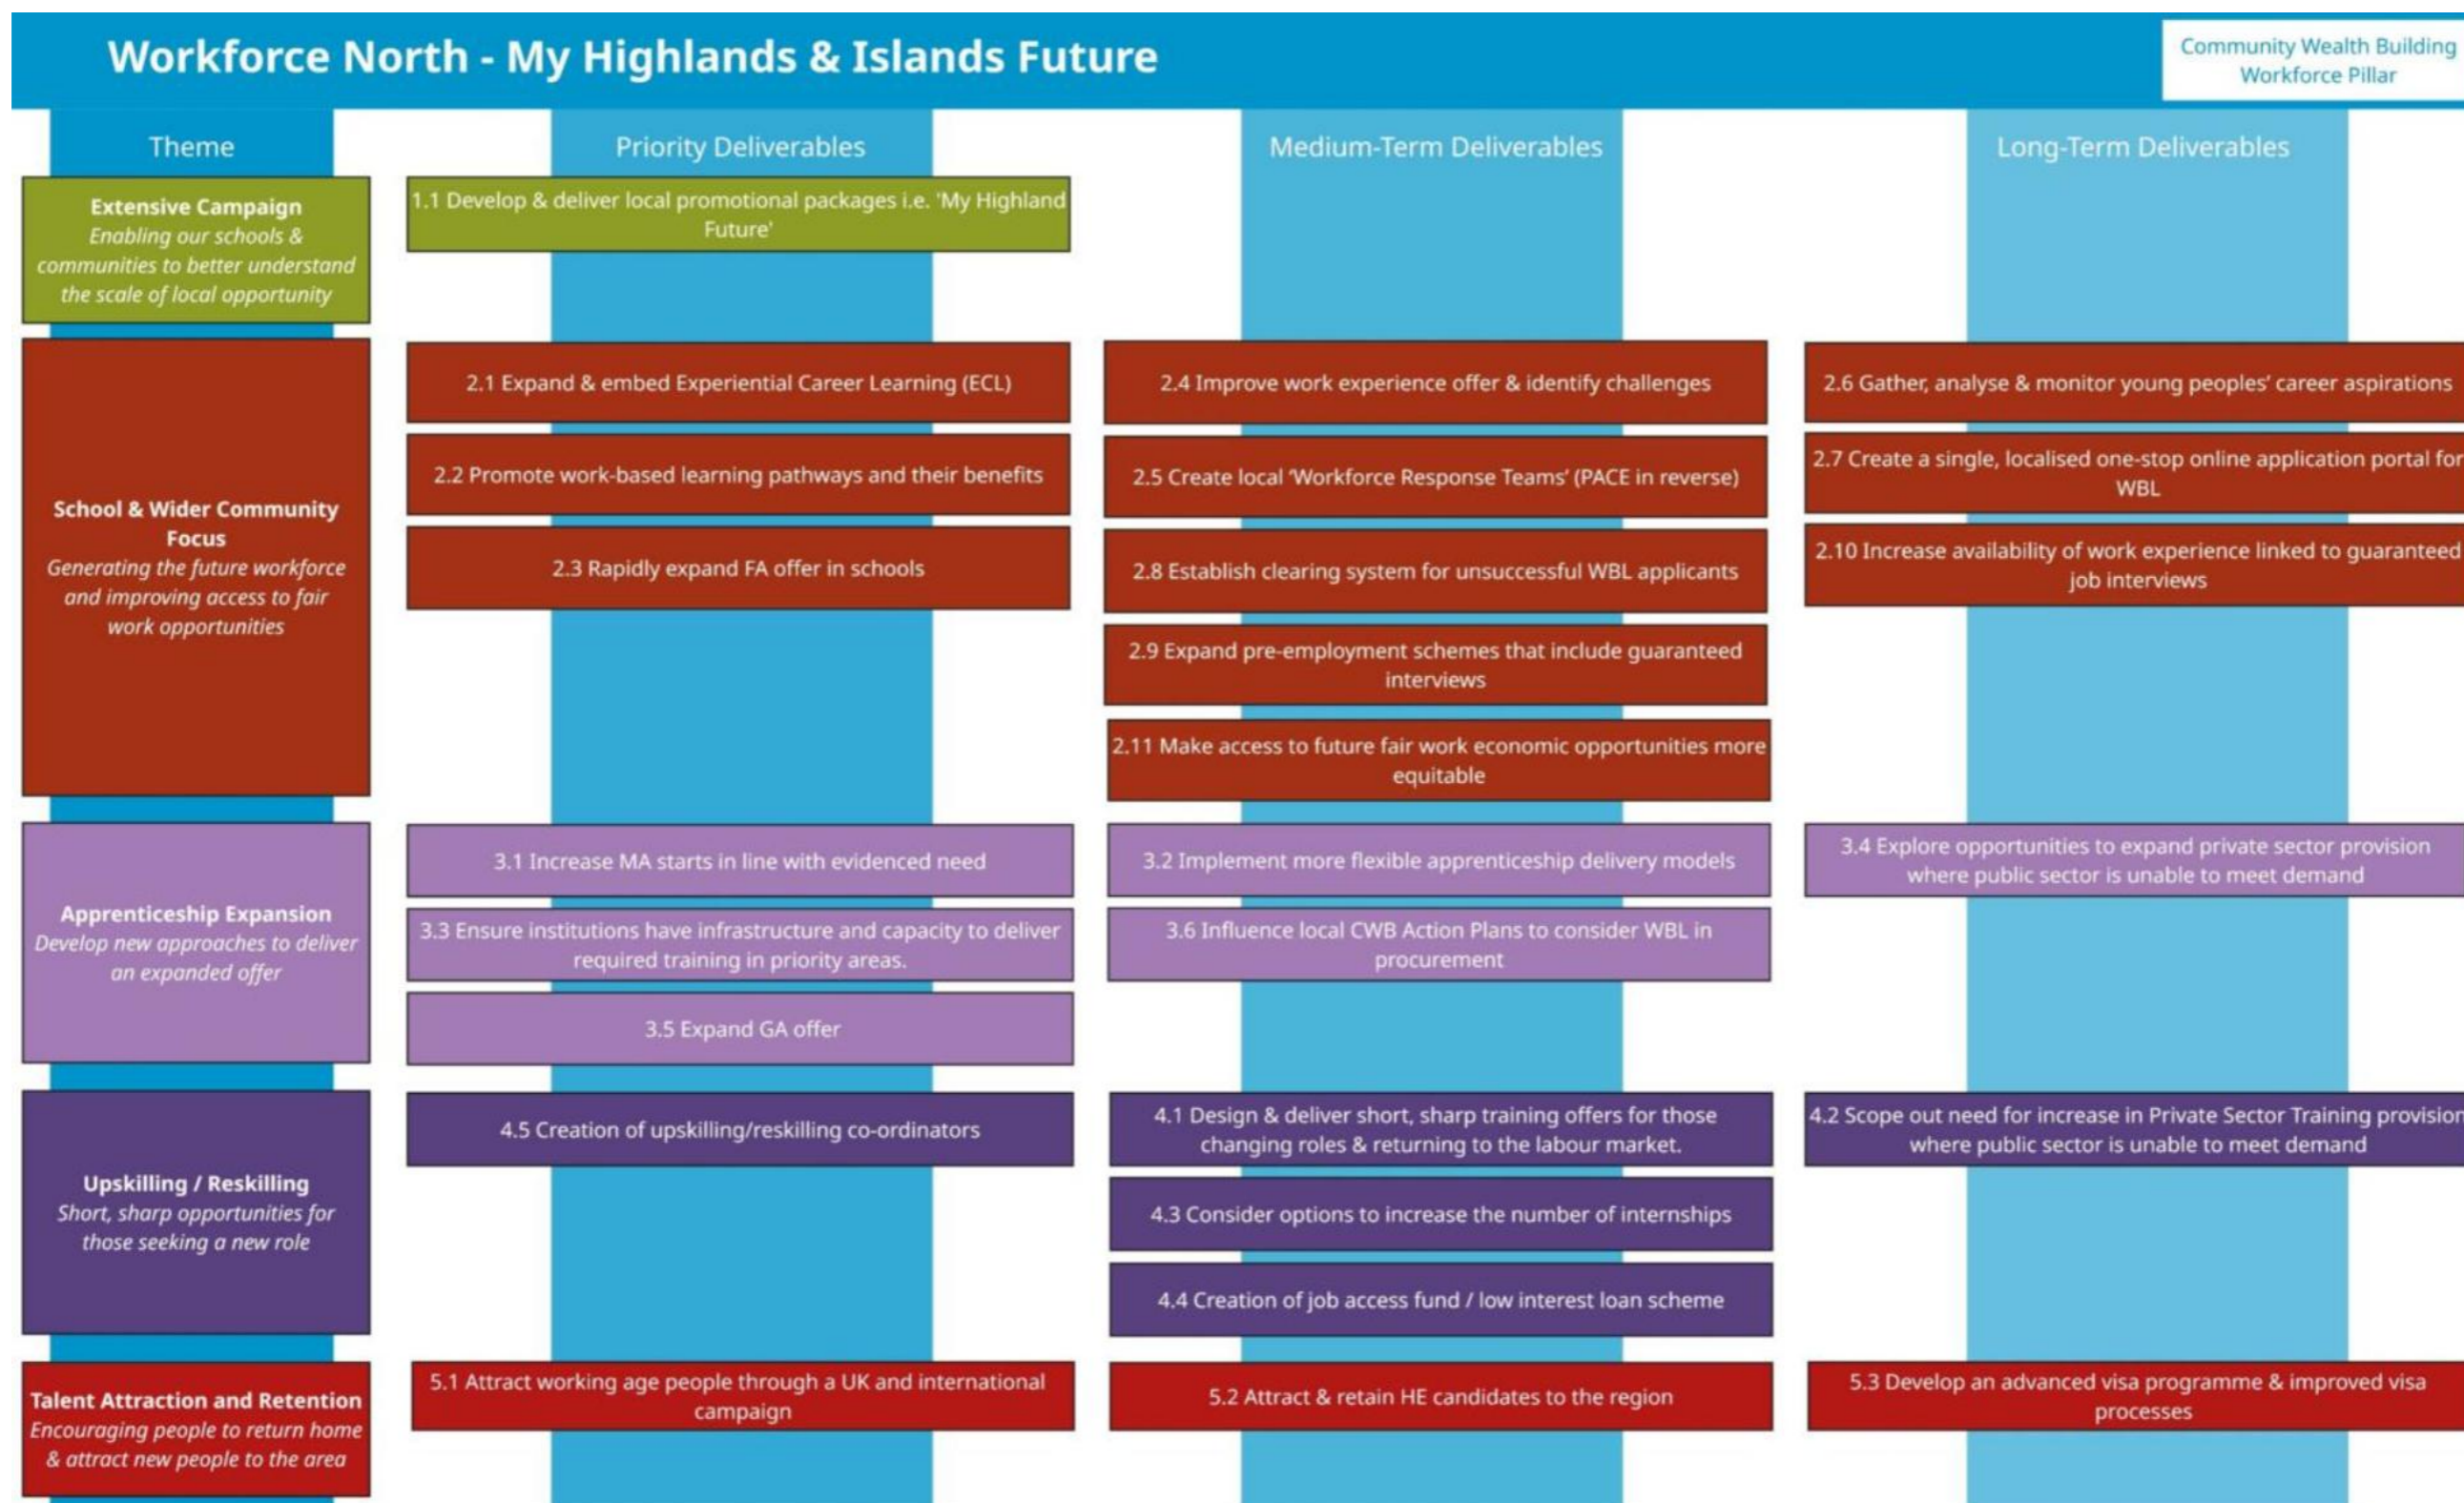 Workforce North - My Highlands & Islands Future
Community Wealth Building
Workforce Pillar
Theme
Priority Deliverables
Medium-Term Deliverables
Long-Term Deliverables
Extensive Campaign
Enabling our schools &
communities to better understand
the scale of local opportunity
1.1 Develop & deliver local promotional packages i.e. 'My Highland
Future'
School & Wider Community
Focus
Generating the future workforce
and improving access to fair
work opportunities
2.1 Expand & embed Experiential Career Learning (ECL)
2.2 Promote work-based learning pathways and their benefits
2.3 Rapidly expand FA offer in schools
2.4 Improve work experience offer & identify challenges
2.5 Create local ‘Workforce Response Teams’ (PACE in reverse)
2.8 Establish clearing system for unsuccessful WBL applicants
2.9 Expand pre-employment schemes that include guaranteed
interviews
2.11 Make access to future fair work economic opportunities more
equitable
2.6 Gather, analyse & monitor young peoples’ career aspirations
2.7 Create a single, localised one-stop online application portal for
WBL
2.10 Increase availability of work experience linked to guaranteed
job interviews
Apprenticeship Expansion
Develop new approaches to deliver
an expanded offer
3.1 Increase MA starts in line with evidenced need
3.3 Ensure institutions have infrastructure and capacity to deliver
required training in priority areas.
3.5 Expand GA offer
3.2 Implement more flexible apprenticeship delivery models
3.6 Influence local CWB Action Plans to consider WBL in
procurement
3.4 Explore opportunities to expand private sector provision
where public sector is unable to meet demand
Upskilling / Reskilling
Short, sharp opportunities for
those seeking a new role
4.5 Creation of upskilling/reskilling co-ordinators
4.1 Design & deliver short, sharp training offers for those
changing roles & returning to the labour market.
4.3 Consider options to increase the number of internships
4.4 Creation of job access fund / low interest loan scheme
4.2 Scope out need for increase in Private Sector Training provision
where public sector is unable to meet demand
Talent Attraction and Retention
Encouraging people to return home
& attract new people to the area
5.1 Attract working age people through a UK and international
campaign
5.2 Attract & retain HE candidates to the region
5.3 Develop an advanced visa programme & improved visa
processes